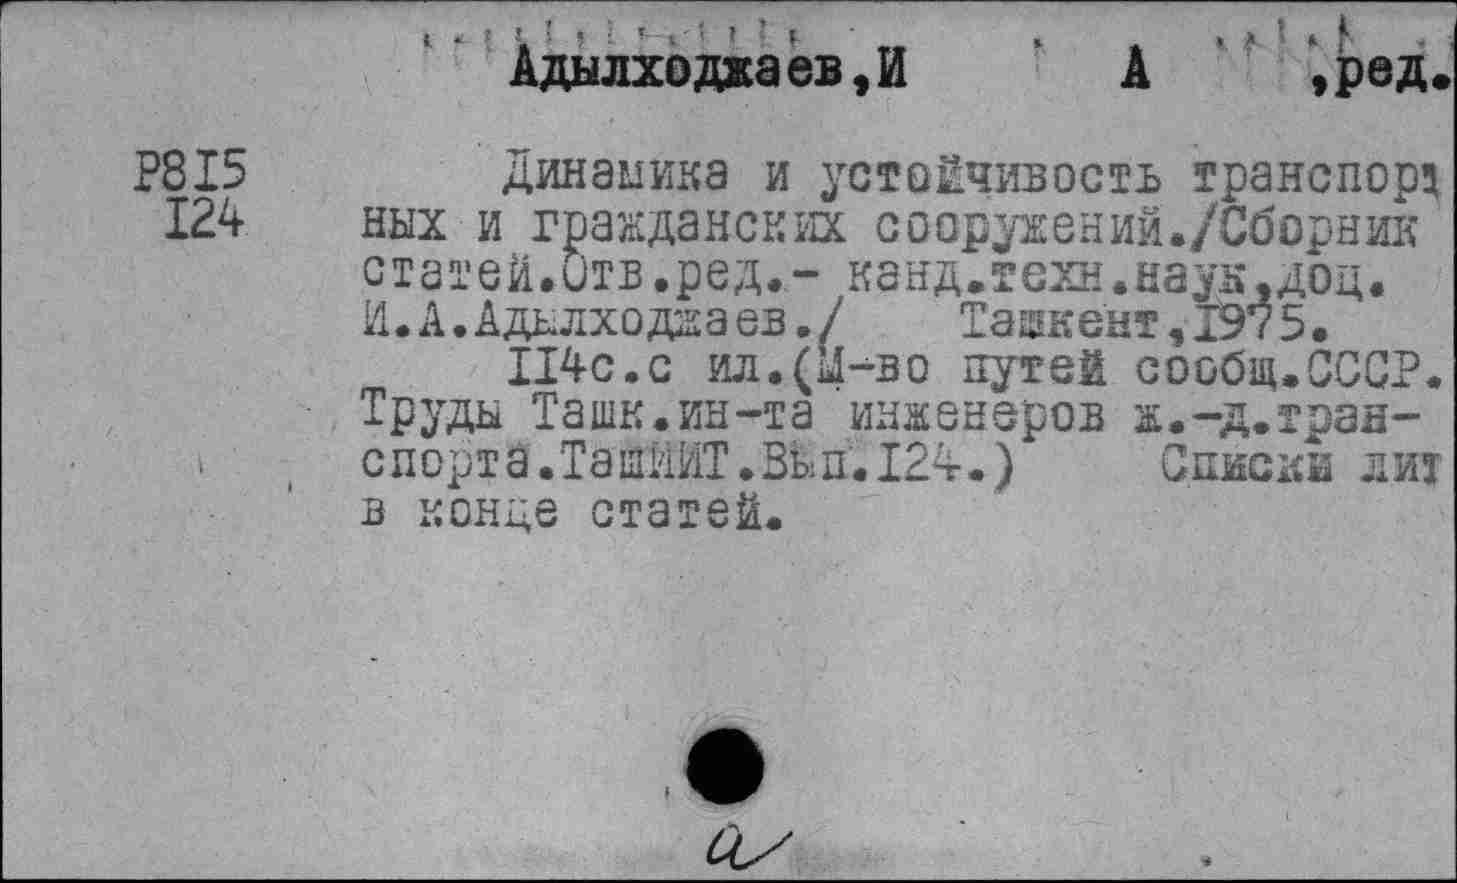 Адылходжаев,И А ,ред.
Р815 Динамика и устойчивость транспорт
124 ных и гражданских сооружений./Сборник
статей.Отв.ред.- канд.техн.наук,доц.
И.А.Адылходжаев./ Ташкент,1975.
114с.с ил.(М-во путей сообщ.СССР.
Труды Ташк.ин-та инженеров ж.-д.тран-
спорта.ТашИИТ.Вып.124.) Списки лит
в конце статей.